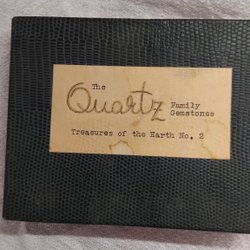 The
Quartz Family
Gemstones
Treasures of the Earth No. 2